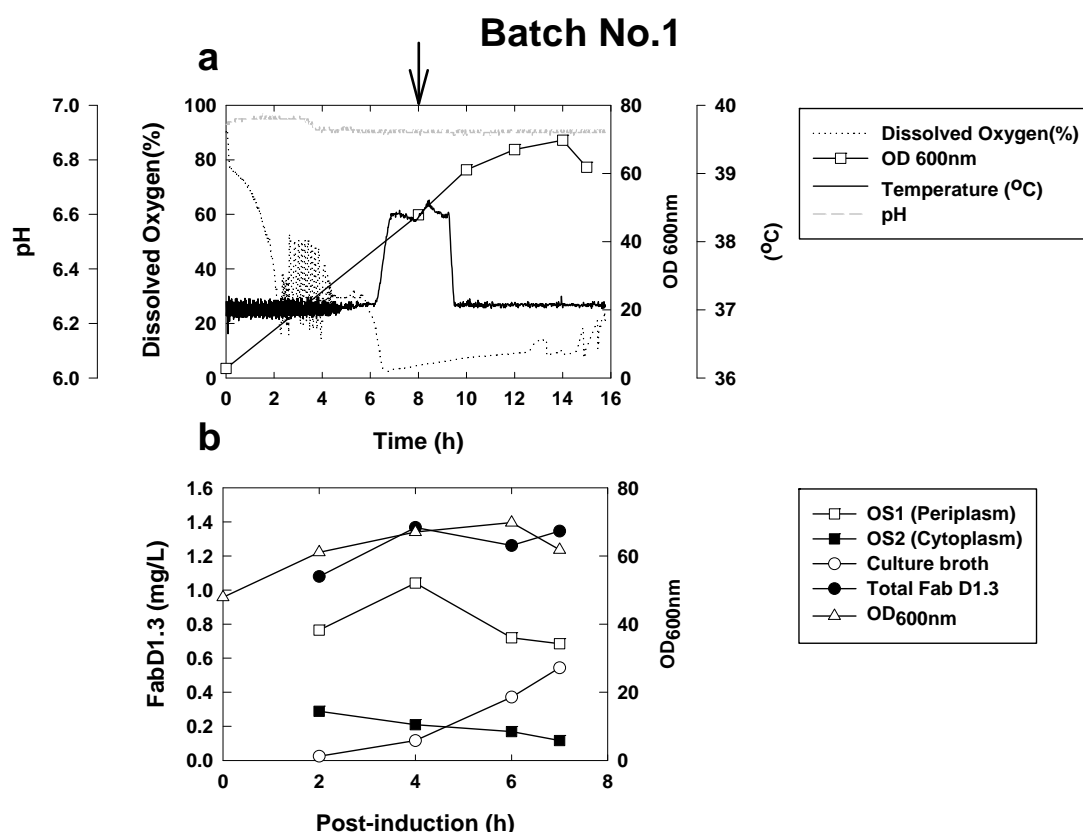 Batch No.1
a
7.0
6.8
6.6
6.4
6.2
6.0
pH
100
80
60
40
20
0
Dissolved Oxygen(%)
80
60
40
20
0
OD 600nm
40
39
38
37
36
(ºC)
0 2 4 6 8 10 12 14 16
Time (h)
Dissolved Oxygen(%)
OD 600nm
Temperature (ºC)
pH
b
1.6
1.4
1.2
1.0
0.8
0.6
0.4
0.2
0.0
FabD1.3 (mg/L)
80
60
40
20
0
OD600nm
0 2 4 6 8
Post-induction (h)
OS1 (Periplasm)
OS2 (Cytoplasm)
Culture broth
Total Fab D1.3
OD600nm